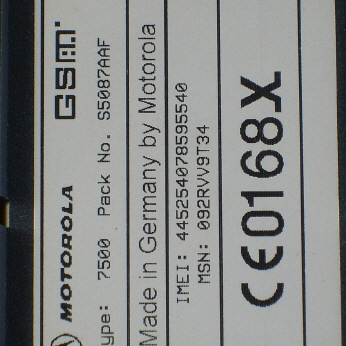 MOTOROLA GSM
ype: 7500 Pack No. S5087AAF
Made in Germany by Motorola
IMEI: 445254078595540
MSN: 092RVV9T34
CE0168X